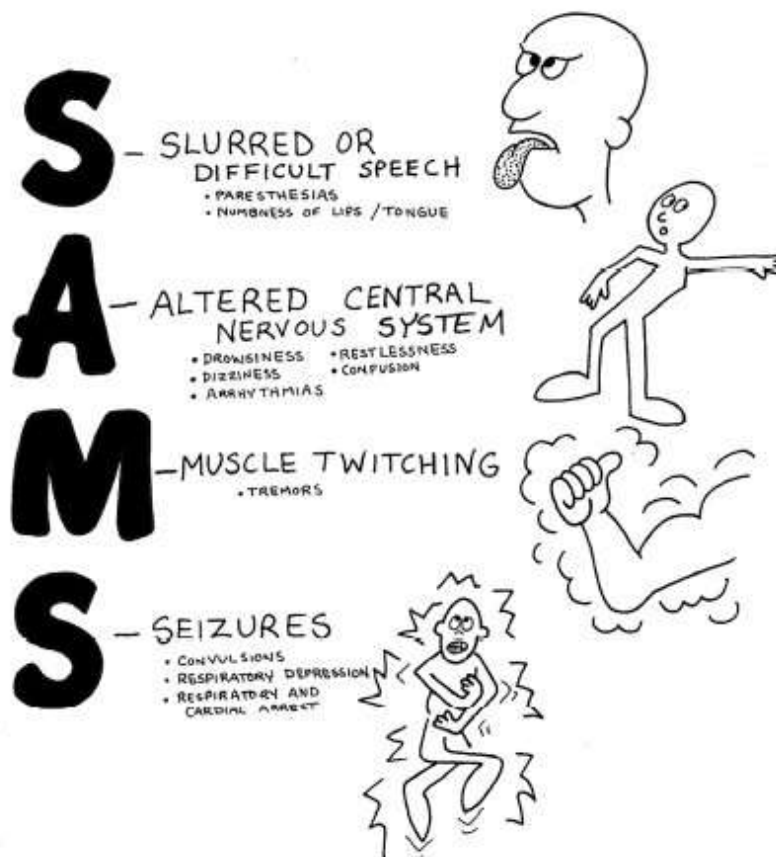 S – SLURRED OR
DIFFICULT SPEECH
• PARESTHESIAS
• NUMBNESS OF LIPS / TONGUE
A – ALTERED CENTRAL
NERVOUS SYSTEM
• DROWSINESS • RESTLESSNESS
• DIZZINESS • CONFUSION
• ARRHYTHMIAS
M – MUSCLE TWITCHING
• TREMORS
S – SEIZURES
• CONVULSIONS
• RESPIRATORY DEPRESSION
• RESPIRATORY AND
CARDIAL ARREST